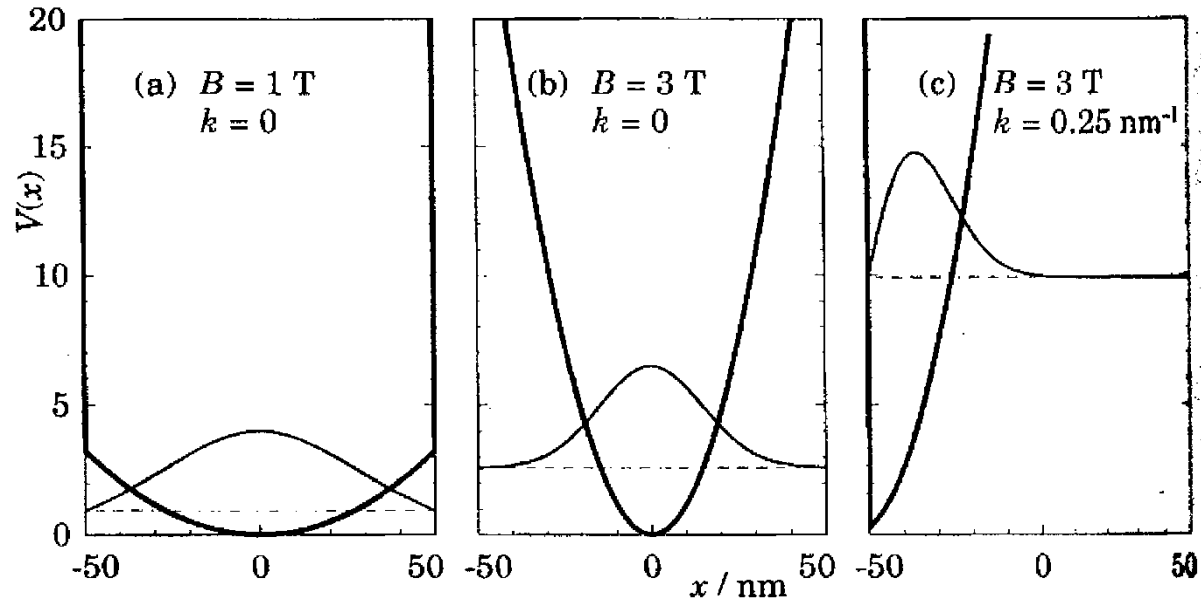 20
15
10
5
0
V(x)
(a) B = 1 T
k = 0
(b) B = 3 T
k = 0
(c) B = 3 T
k = 0.25 nm⁻¹
-50 0 50
-50 0 50
-50 0 50
x / nm